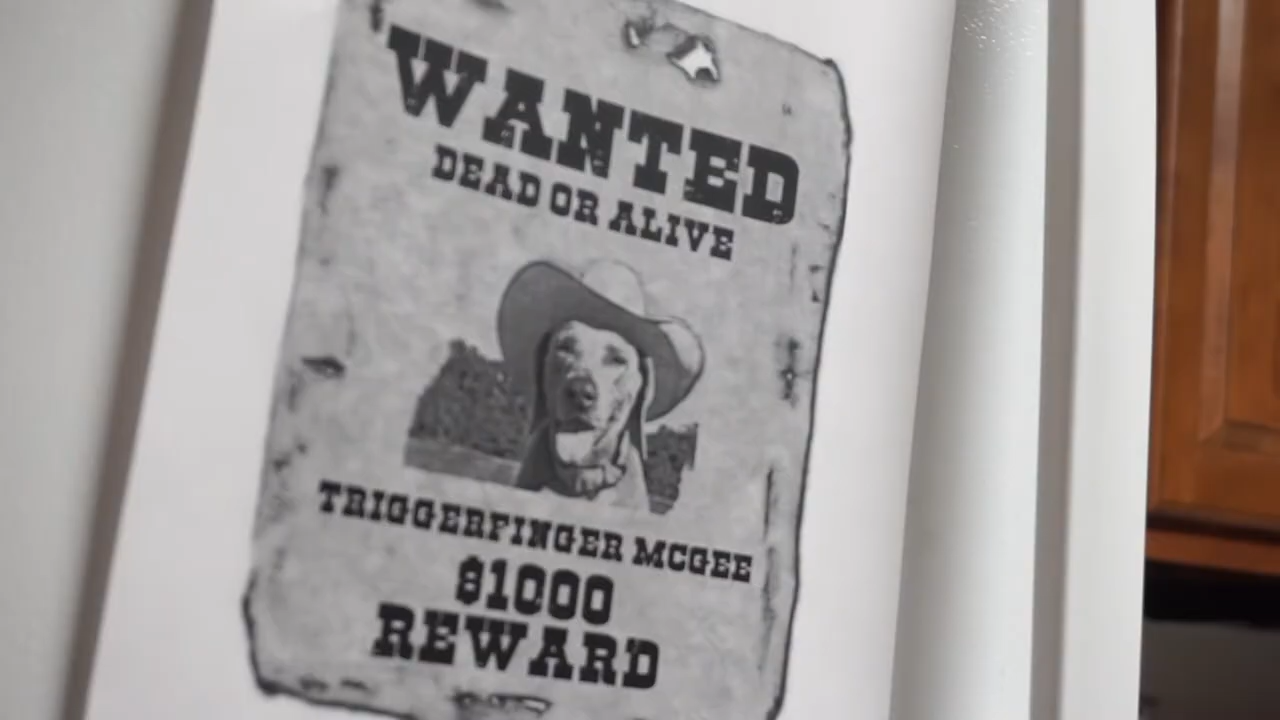 WANTED
DEAD OR ALIVE
TRIGGERFINGER MCGEE
$1000
REWARD